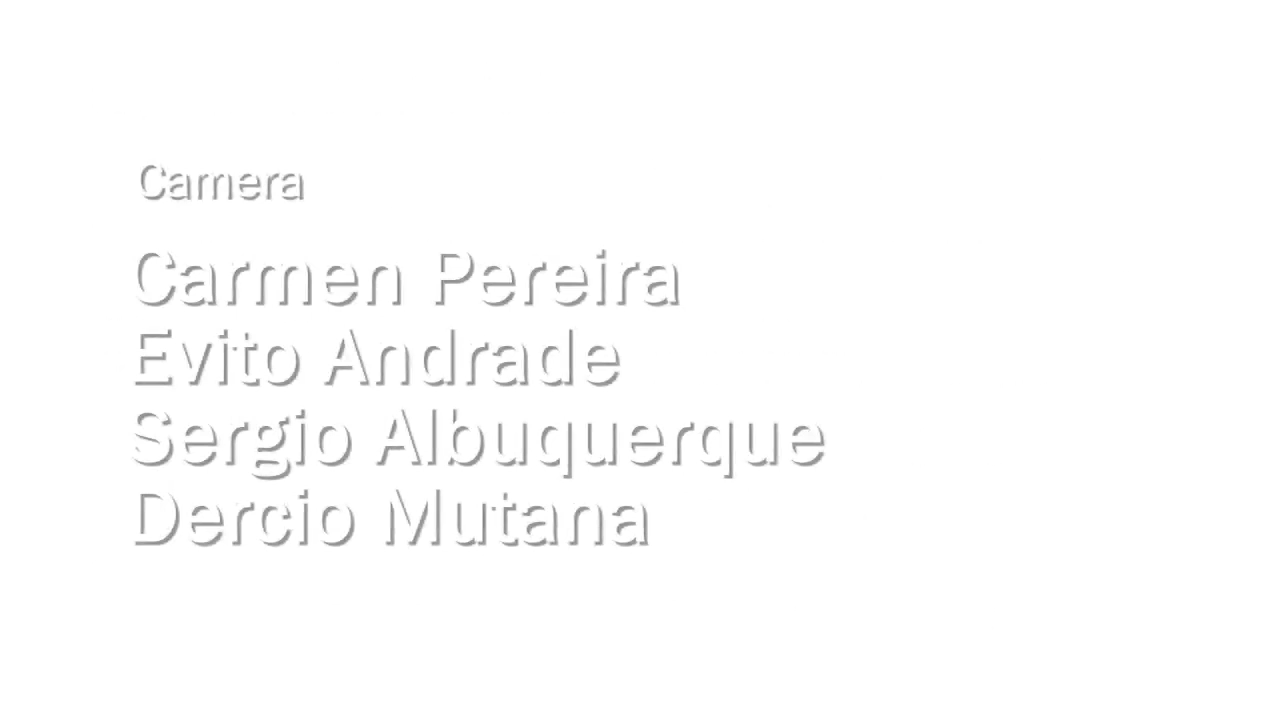 Camera
Carmen Pereira
Evito Andrade
Sergio Albuquerque
Dercio Mutana